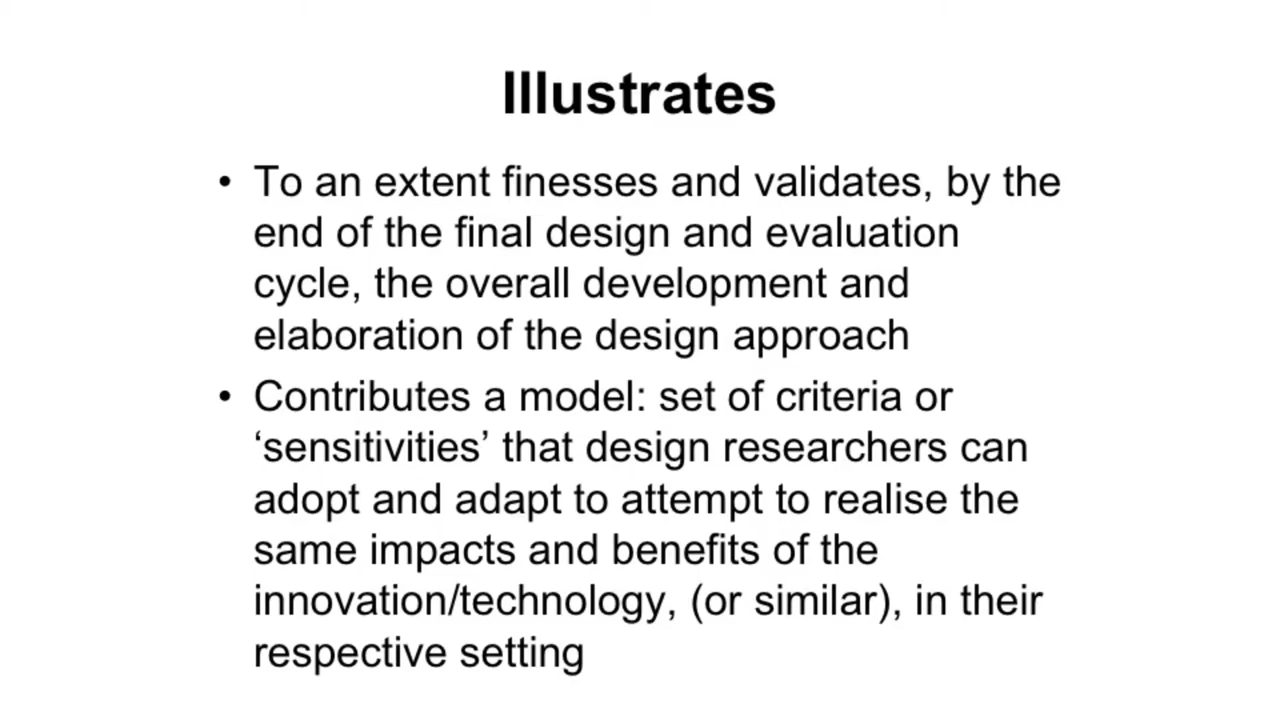 Illustrates
• To an extent finesses and validates, by the
end of the final design and evaluation
cycle, the overall development and
elaboration of the design approach
• Contributes a model: set of criteria or
‘sensitivities’ that design researchers can
adopt and adapt to attempt to realise the
same impacts and benefits of the
innovation/technology, (or similar), in their
respective setting